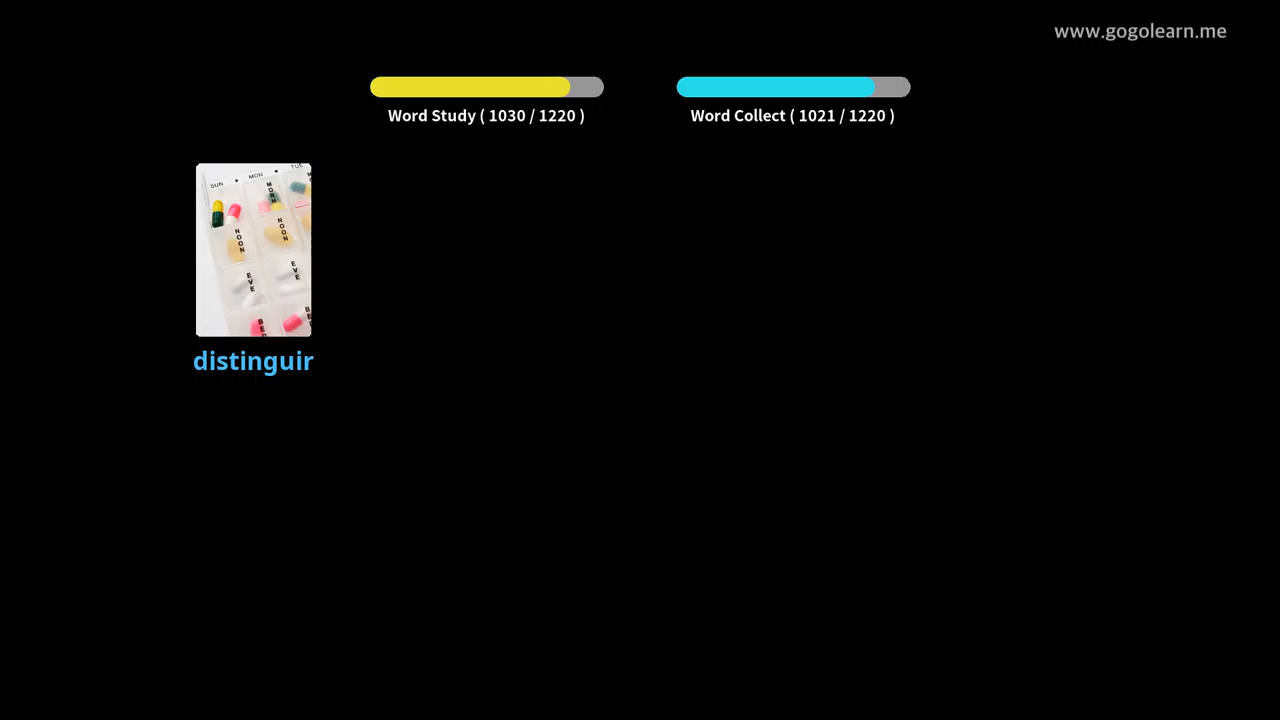 www.gogolearn.me
Word Study ( 1030 / 1220 )
Word Collect ( 1021 / 1220 )
SUN
MON
TUE
MORN
NOON
NOON
EVE
EVE
distinguir